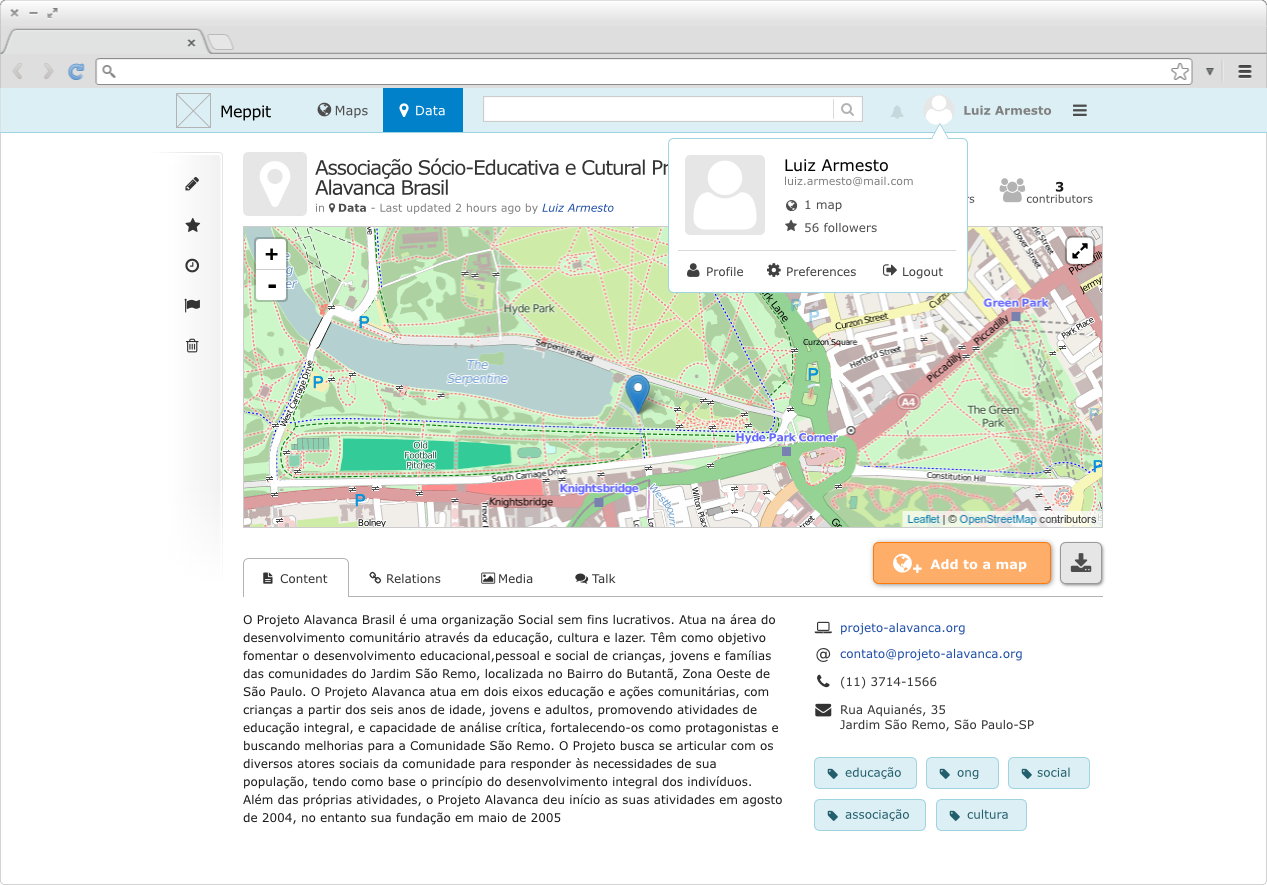 Meppit
Maps
Data
Luiz Armesto
Luiz Armesto
luiz.armesto@mail.com
1 map
56 followers
Profile
Preferences
Logout
Associação Sócio-Educativa e Cutural Pr
Alavanca Brasil
in Data - Last updated 2 hours ago by Luiz Armesto
rs
3
contributors
+
-
Hyde Park
Serpentine Road
The
Serpentine
West Carriage Drive
Old
Football
Pitches
South Carriage Drive
Knightsbridge
Knightsbridge
Bolney
Hyde Park Corner
Park Lane
Curzon Street
Curzon Square
Hertford Street
Piccadilly
Piccadilly
Green Park
Dover Street
Park Place
A4
The Green
Park
Constitution Hill
P
P
P
P
P
Leaflet | © OpenStreetMap contributors
Add to a map
Content
Relations
Media
Talk
O Projeto Alavanca Brasil é uma organização Social sem fins lucrativos. Atua na área do
desenvolvimento comunitário através da educação, cultura e lazer. Têm como objetivo
fomentar o desenvolvimento educacional,pessoal e social de crianças, jovens e famílias
das comunidades do Jardim São Remo, localizada no Bairro do Butantã, Zona Oeste de
São Paulo. O Projeto Alavanca atua em dois eixos educação e ações comunitárias, com
crianças a partir dos seis anos de idade, jovens e adultos, promovendo atividades de
educação integral, e capacidade de análise crítica, fortalecendo-os como protagonistas e
buscando melhorias para a Comunidade São Remo. O Projeto busca se articular com os
diversos atores sociais da comunidade para responder às necessidades de sua
população, tendo como base o princípio do desenvolvimento integral dos indivíduos.
Além das próprias atividades, o Projeto Alavanca deu início as suas atividades em agosto
de 2004, no entanto sua fundação em maio de 2005
projeto-alavanca.org
@ contato@projeto-alavanca.org
(11) 3714-1566
Rua Aquianés, 35
Jardim São Remo, São Paulo-SP
educação
ong
social
associação
cultura